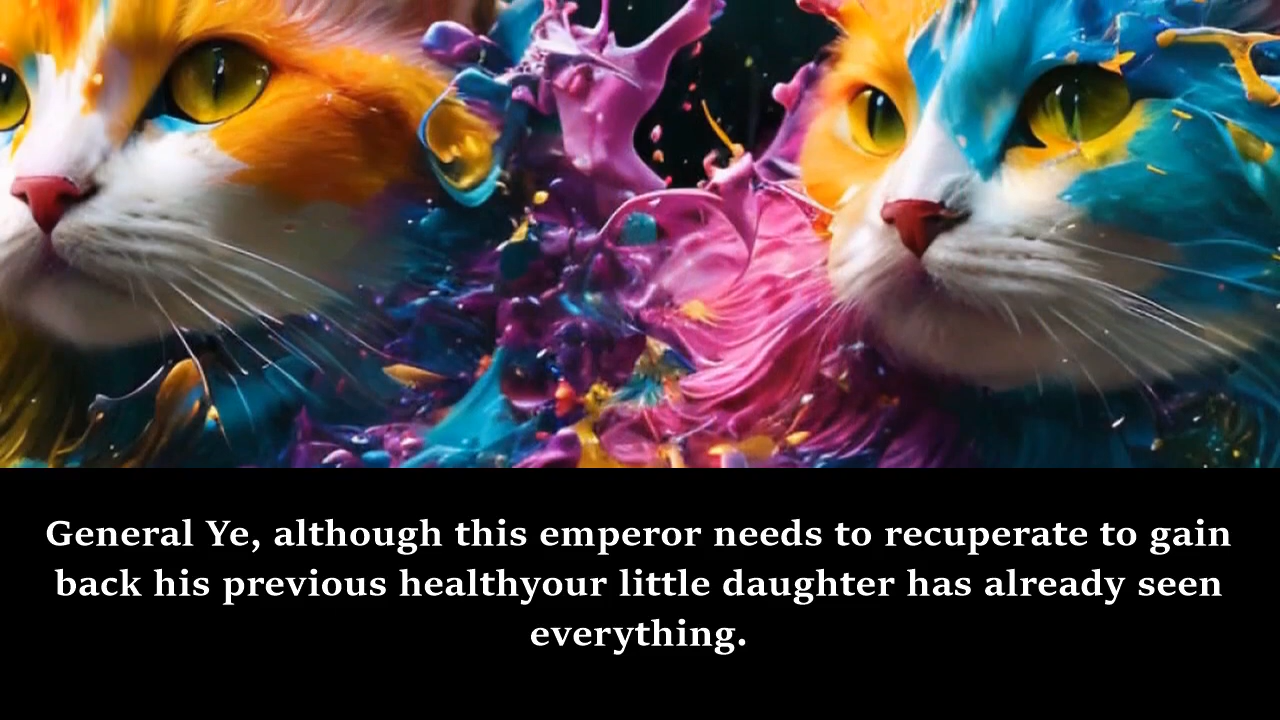 General Ye, although this emperor needs to recuperate to gain
back his previous healthyour little daughter has already seen
everything.